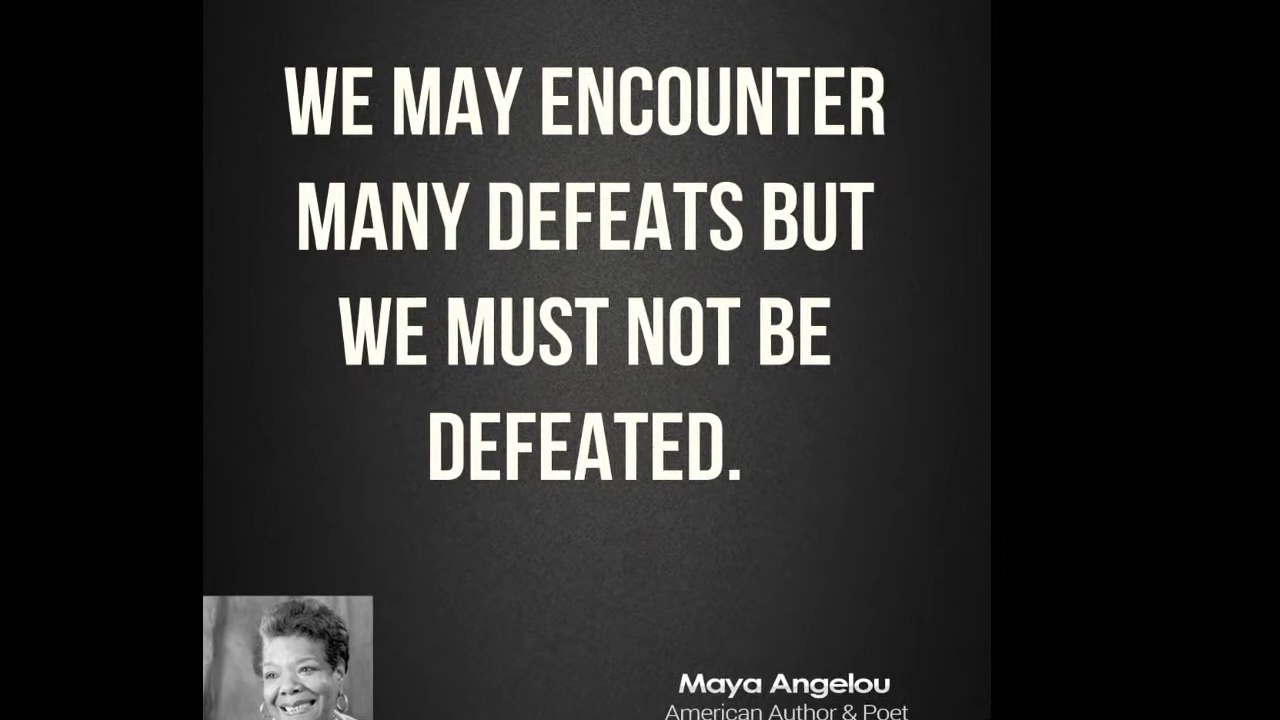 WE MAY ENCOUNTER
MANY DEFEATS BUT
WE MUST NOT BE
DEFEATED.
Maya Angelou
American Author & Poet